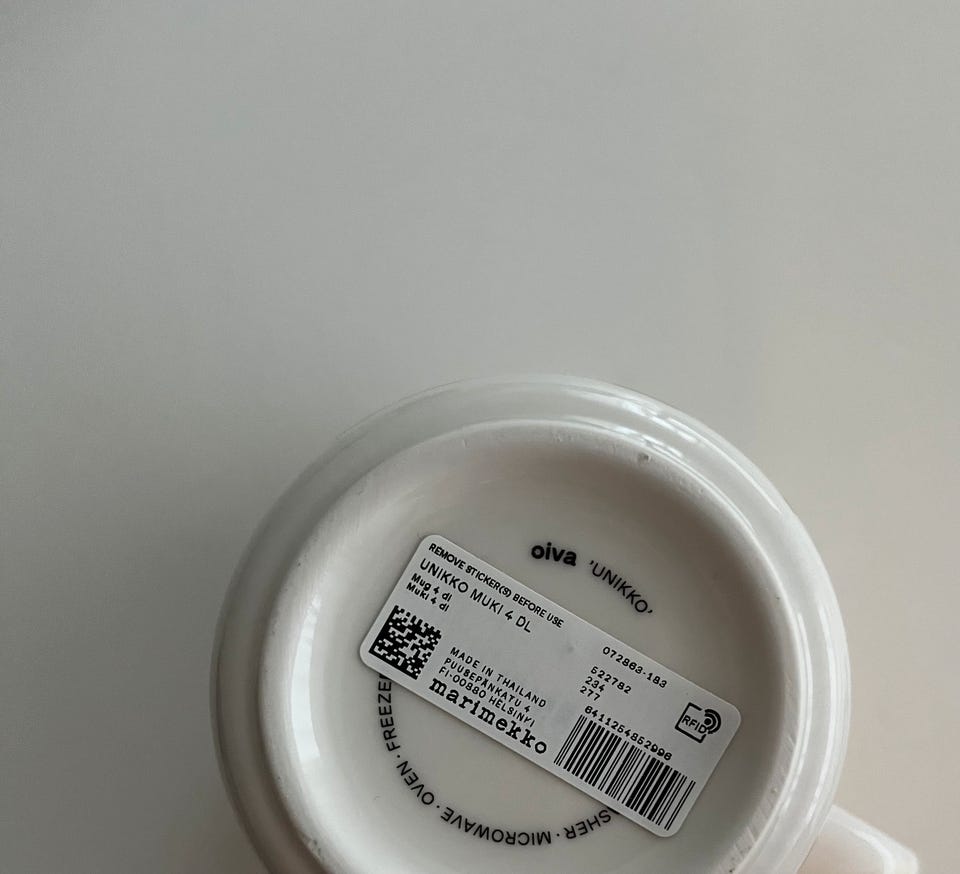 oiva 'UNIKKO'
REMOVE STICKER(S) BEFORE USE
UNIKKO MUKI 4 DL
Mug 4 dl
Muki 4 dl
MADE IN THAILAND
PUUSEPÄNKATU 4
FI-00880 HELSINKI
marimekko
072863-183
522782
234
277
6411254852996
RFID
SHER · MICROWAVE · OVEN · FREEZE